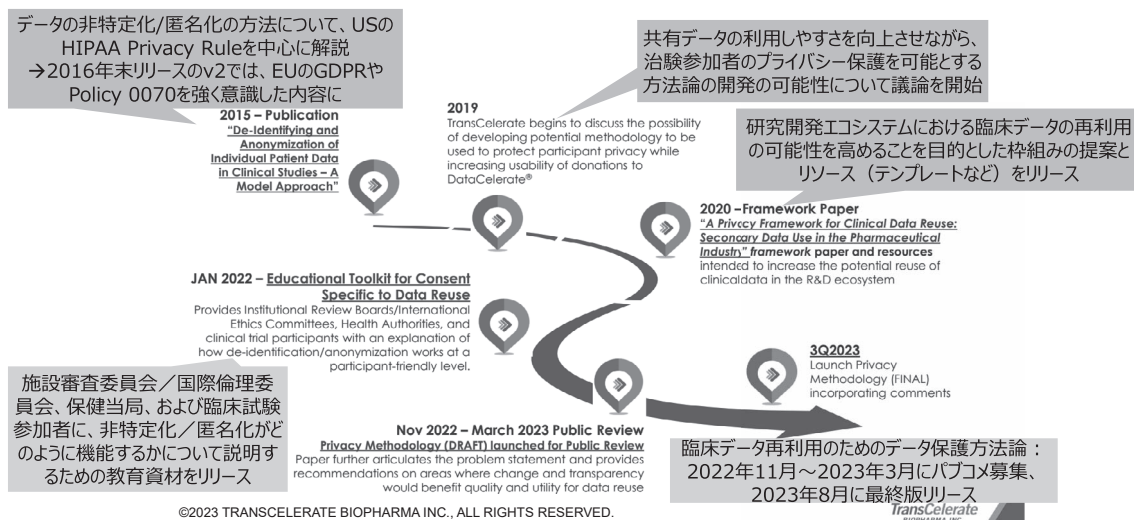 データの非特定化/匿名化の方法について、USの
HIPAA Privacy Ruleを中心に解説
→2016年末リリースのv2では、EUのGDPRや
Policy 0070を強く意識した内容に
2015 – Publication
"De-Identifying and
Anonymization of
Individual Patient Data
in Clinical Studies – A
Model Approach"
共有データの利用しやすさを向上させながら、
治験参加者のプライバシー保護を可能とする
方法論の開発の可能性について議論を開始
2019
TransCelerate begins to discuss the possibility
of developing potential methodology to be
used to protect participant privacy while
increasing usability of donations to
DataCelerate®
研究開発エコシステムにおける臨床データの再利用
の可能性を高めることを目的とした枠組みの提案と
リソース（テンプレートなど）をリリース
2020 –Framework Paper
"A Privacy Framework for Clinical Data Reuse:
Secondary Data Use in the Pharmaceutical
Industry" framework paper and resources
intended to increase the potential reuse of
clinicaldata in the R&D ecosystem
JAN 2022 – Educational Toolkit for Consent
Specific to Data Reuse
Provides Institutional Review Boards/International
Ethics Committees, Health Authorities, and
clinical trial participants with an explanation of
how de-identification/anonymization works at a
participant-friendly level.
施設審査委員会／国際倫理委
員会、保健当局、および臨床試験
参加者に、非特定化／匿名化がど
のように機能するかについて説明す
るための教育資材をリリース
Nov 2022 – March 2023 Public Review
Privacy Methodology (DRAFT) launched for Public Review
Paper further articulates the problem statement and provides
recommendations on areas where change and transparency
would benefit quality and utility for data reuse
3Q2023
Launch Privacy
Methodology (FINAL)
incorporating comments
臨床データ再利用のためのデータ保護方法論：
2022年11月～2023年3月にパブコメ募集、
2023年8月に最終版リリース
©2023 TRANSCELERATE BIOPHARMA INC., ALL RIGHTS RESERVED.
TransCelerate
BIOPHARMA INC.